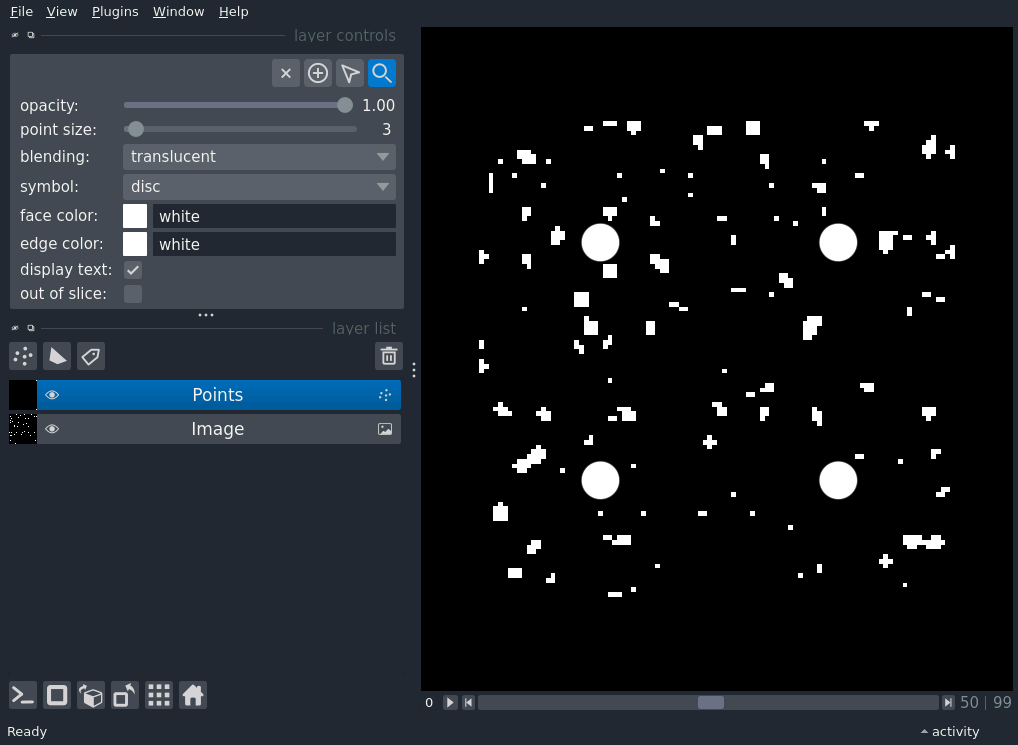 File View Plugins Window Help
layer controls
opacity: 1.00
point size: 3
blending: translucent
symbol: disc
face color: white
edge color: white
display text:
out of slice:
layer list
Points
Image
0 50 | 99
Ready activity